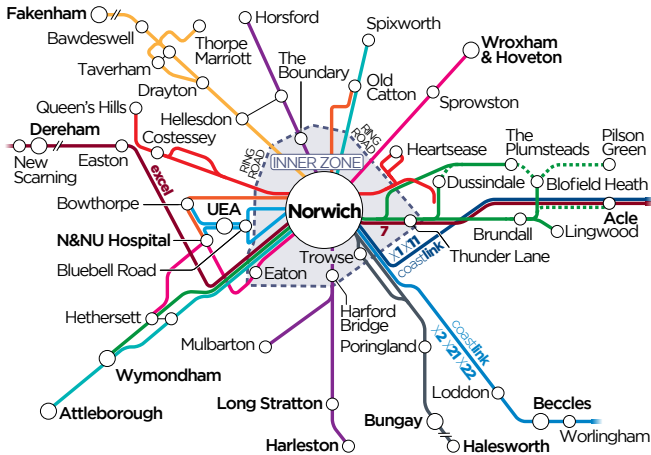 Fakenham
Bawdeswell
Taverham
Thorpe
Marriott
Drayton
Horsford
Spixworth
The
Boundary
Wroxham
& Hoveton
Old
Catton
Sprowston
Hellesdon
Queen's Hills
Costessey
Dereham
New
Scarning
Easton
excel
RING
ROAD
RING
ROAD
INNER ZONE
Heartsease
The
Plumsteads
Pilson
Green
Dussindale
Blofield Heath
Bowthorpe
UEA
Norwich
7
Acle
N&NU Hospital
Brundall
Lingwood
Bluebell Road
Eaton
Trowse
X1 X11
coastlink
Thunder Lane
Hethersett
Harford
Bridge
Mulbarton
Poringland
coastlink
X2 X21 X22
Wymondham
Attleborough
Long Stratton
Loddon
Bungay
Beccles
Worlingham
Harleston
Halesworth